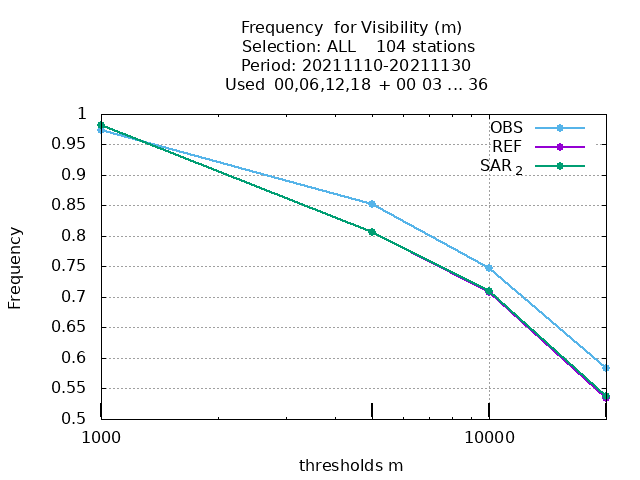 Frequency  for Visibility (m)
Selection: ALL    104 stations
Period: 20211110-20211130
Used  00,06,12,18  + 00 03 ... 36
OBS
REF
SAR 2
1
0.95
0.9
0.85
0.8
0.75
0.7
0.65
0.6
0.55
0.5
Frequency
1000
10000
thresholds m